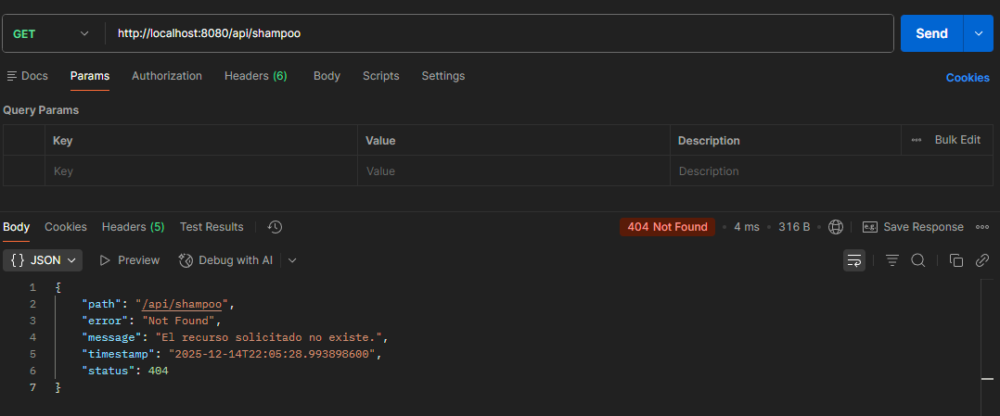 GET http://localhost:8080/api/shampoo Send
Docs Params Authorization Headers (6) Body Scripts Settings Cookies
Query Params
Key Value Description Bulk Edit
Key Value Description
Body Cookies Headers (5) Test Results 404 Not Found • 4 ms • 316 B • e.g. Save Response
{} JSON Preview Debug with AI
1 {
2 "path": "/api/shampoo",
3 "error": "Not Found",
4 "message": "El recurso solicitado no existe.",
5 "timestamp": "2025-12-14T22:05:28.993898600",
6 "status": 404
7 }